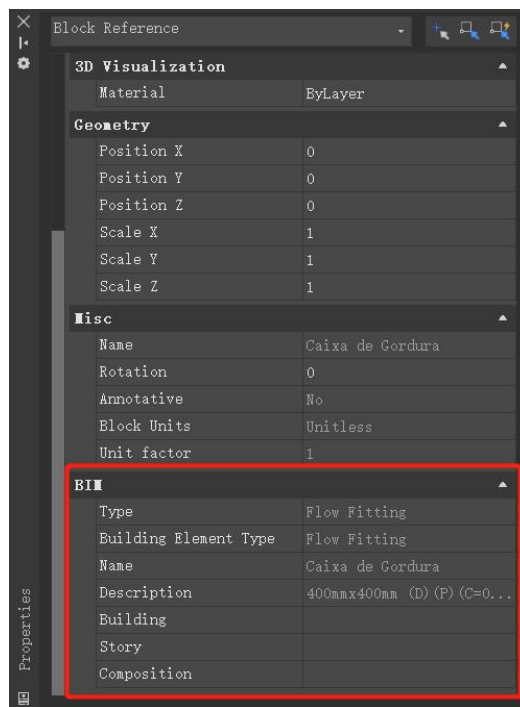 Block Reference
3D Visualization
Material ByLayer
Geometry
Position X 0
Position Y 0
Position Z 0
Scale X 1
Scale Y 1
Scale Z 1
Misc
Name Caixa de Gordura
Rotation 0
Annotative No
Block Units Unitless
Unit factor 1
BIM
Type Flow Fitting
Building Element Type Flow Fitting
Name Caixa de Gordura
Description 400mmx400mm (D)(P)(C=0...
Building
Story
Composition
Properties